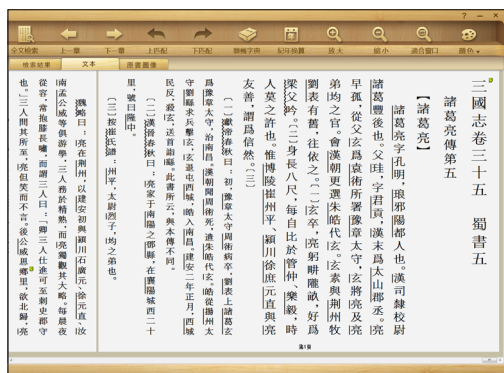 ? － ×
全文檢索 上一章 下一章 上匹配 下匹配 聯機字典 紀年換算 放大 縮小 適合窗口 顏色
檢索結果 文本 原書圖像
三國志卷三十五　蜀書五
諸葛亮傳第五
【諸葛亮】
諸葛亮字孔明，琅邪陽都人也。漢司隸校尉
諸葛豐後也。父珪，字君貢，漢末爲太山郡丞。亮
早孤，從父玄爲袁術所署豫章太守，玄將亮及亮
弟均之官。會漢朝更選朱皓代玄。玄素與荆州牧
劉表有舊，往依之。〔一〕玄卒，亮躬畊隴畝，好爲
梁父吟。〔二〕身長八尺，每自比於管仲、樂毅，時
人莫之許也。惟博陵崔州平、潁川徐庶元直與亮
友善，謂爲信然。〔三〕
〔一〕獻帝春秋曰：初，豫章太守周術病卒，劉表上諸葛玄
爲豫章太守，治南昌。漢朝聞周術死，遣朱皓代玄。皓從揚州太
守劉繇求兵擊玄，玄退屯西城，皓入南昌。建安二年正月，西城
民反，殺玄，送首詣繇。此書所云，與本傳不同。
〔二〕漢晉春秋曰：亮家于南陽之鄧縣，在襄陽城西二十
里，號曰隆中。
〔三〕按崔氏譜：州平，太尉烈子，均之弟也。
魏略曰：亮在荆州，以建安初與潁川石廣元、徐元直、汝
南孟公威等俱游學，三人務於精熟，而亮獨觀其大略。每晨夜
從容，常抱膝長嘯，而謂三人曰：「卿三人仕進可至刺史郡守
也。」三人問其所至，亮但笑而不言。後公威思鄉里，欲北歸，亮
第1頁